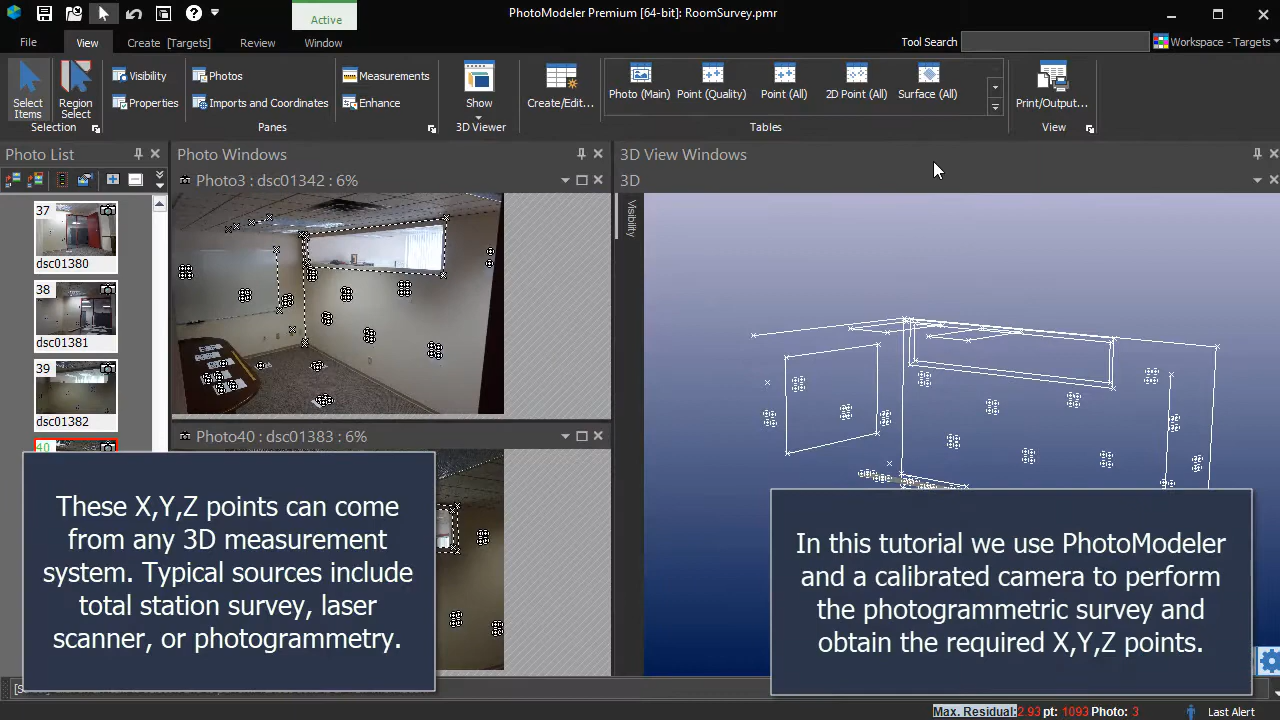 PhotoModeler Premium [64-bit]: RoomSurvey.pmr
Active
File
View
Create [Targets]
Review
Window
Tool Search
Workspace - Targets
Select Items
Region Select
Selection
Visibility
Properties
Photos
Imports and Coordinates
Panes
Measurements
Enhance
Show
3D Viewer
Create/Edit...
Photo (Main)
Point (Quality)
Point (All)
2D Point (All)
Surface (All)
Tables
Print/Output...
View
Photo List
Photo Windows
3D View Windows
Photo3 : dsc01342 : 6%
3D
Visibility
37
dsc01380
38
dsc01381
39
dsc01382
40
Photo40 : dsc01383 : 6%
These X,Y,Z points can come
from any 3D measurement
system. Typical sources include
total station survey, laser
scanner, or photogrammetry.
In this tutorial we use PhotoModeler
and a calibrated camera to perform
the photogrammetric survey and
obtain the required X,Y,Z points.
Max. Residual: 2.93 pt: 1093 Photo: 3
Last Alert